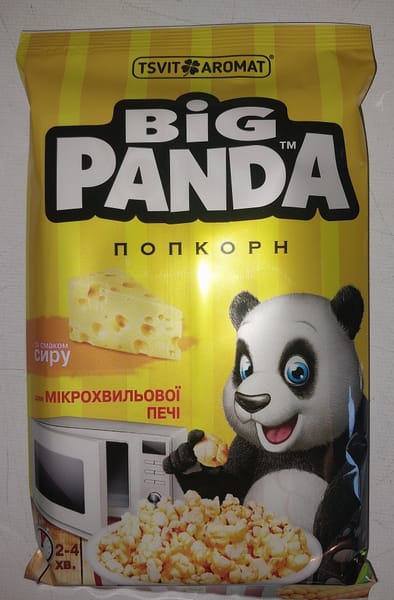 TSVIT AROMAT
BiG
PANDA™
ПОПКОРН
зі смаком
сиру
для МІКРОХВИЛЬОВОЇ
ПЕЧІ
2-4
хв.